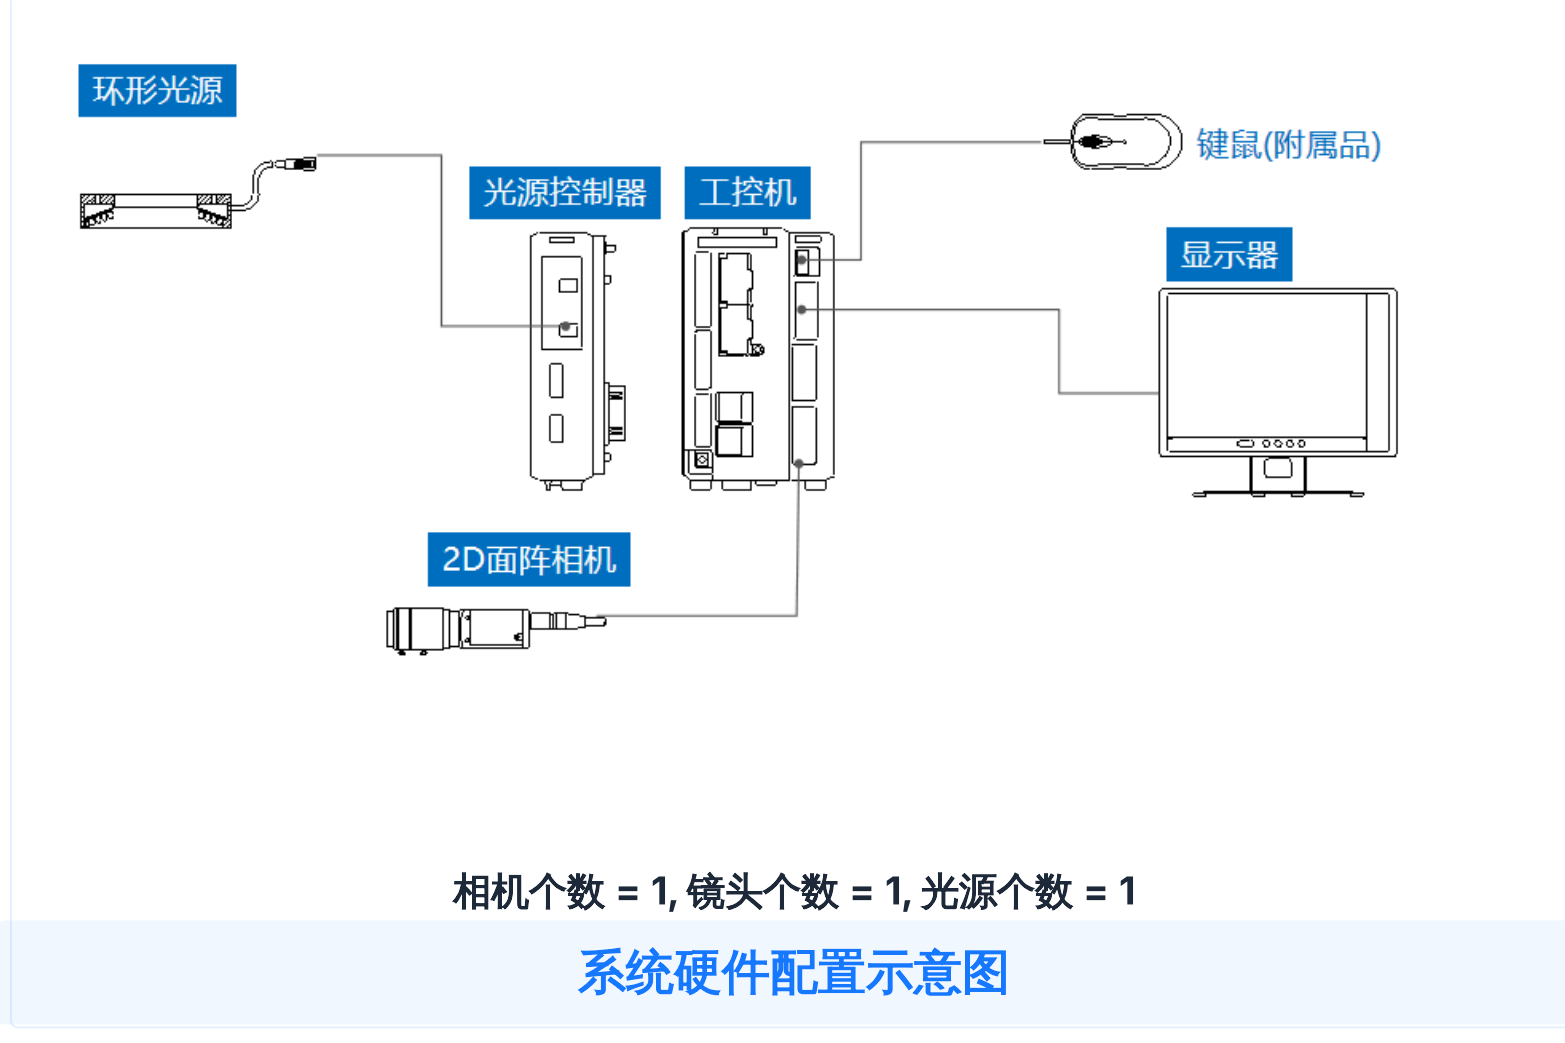 环形光源
键鼠(附属品)
光源控制器
工控机
显示器
2D面阵相机
相机个数 = 1, 镜头个数 = 1, 光源个数 = 1
系统硬件配置示意图